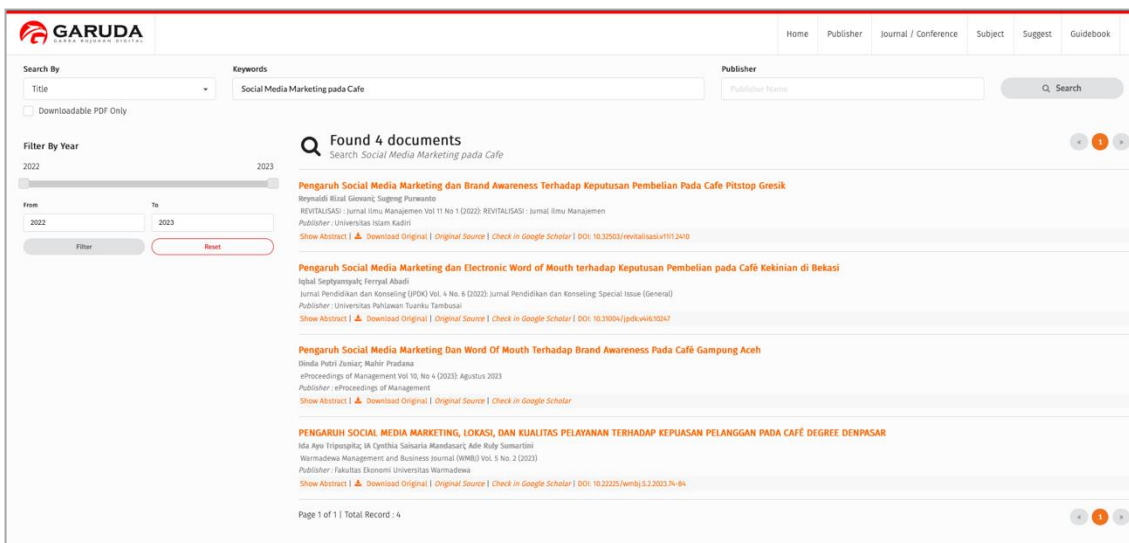 GARUDA
GARBA RUJUKAN DIGITAL
Home Publisher Journal / Conference Subject Suggest Guidebook
Search By Keywords Publisher
Title Social Media Marketing pada Cafe Publisher Name Search
Downloadable PDF Only
Filter By Year
2022 2023
From To
2022 2023
Filter Reset
Found 4 documents
Search Social Media Marketing pada Cafe
« 1 »
Pengaruh Social Media Marketing dan Brand Awareness Terhadap Keputusan Pembelian Pada Cafe Pitstop Gresik
Reynaldi Rizal Giovani; Sugeng Purwanto
REVITALISASI : Jurnal Ilmu Manajemen Vol 11 No 1 (2022): REVITALISASI : Jurnal Ilmu Manajemen
Publisher : Universitas Islam Kadiri
Show Abstract | Download Original | Original Source | Check in Google Scholar | DOI: 10.32503/revitalisasi.v11i1.2410
Pengaruh Social Media Marketing dan Electronic Word of Mouth terhadap Keputusan Pembelian pada Café Kekinian di Bekasi
Iqbal Septyansyah; Ferryal Abadi
Jurnal Pendidikan dan Konseling (JPDK) Vol. 4 No. 6 (2022): Jurnal Pendidikan dan Konseling: Special Issue (General)
Publisher : Universitas Pahlawan Tuanku Tambusai
Show Abstract | Download Original | Original Source | Check in Google Scholar | DOI: 10.31004/jpdk.v4i6.10247
Pengaruh Social Media Marketing Dan Word Of Mouth Terhadap Brand Awareness Pada Café Gampung Aceh
Dinda Putri Zuniar; Mahir Pradana
eProceedings of Management Vol 10, No 4 (2023): Agustus 2023
Publisher : eProceedings of Management
Show Abstract | Download Original | Original Source | Check in Google Scholar
PENGARUH SOCIAL MEDIA MARKETING, LOKASI, DAN KUALITAS PELAYANAN TERHADAP KEPUASAN PELANGGAN PADA CAFÉ DEGREE DENPASAR
Ida Ayu Tripuspita; IA Cynthia Saisaria Mandasari; Ade Ruly Sumartini
Warmadewa Management and Business Journal (WMBJ) Vol. 5 No. 2 (2023)
Publisher : Fakultas Ekonomi Universitas Warmadewa
Show Abstract | Download Original | Original Source | Check in Google Scholar | DOI: 10.22225/wmbj.5.2.2023.74-84
Page 1 of 1 | Total Record : 4
« 1 »